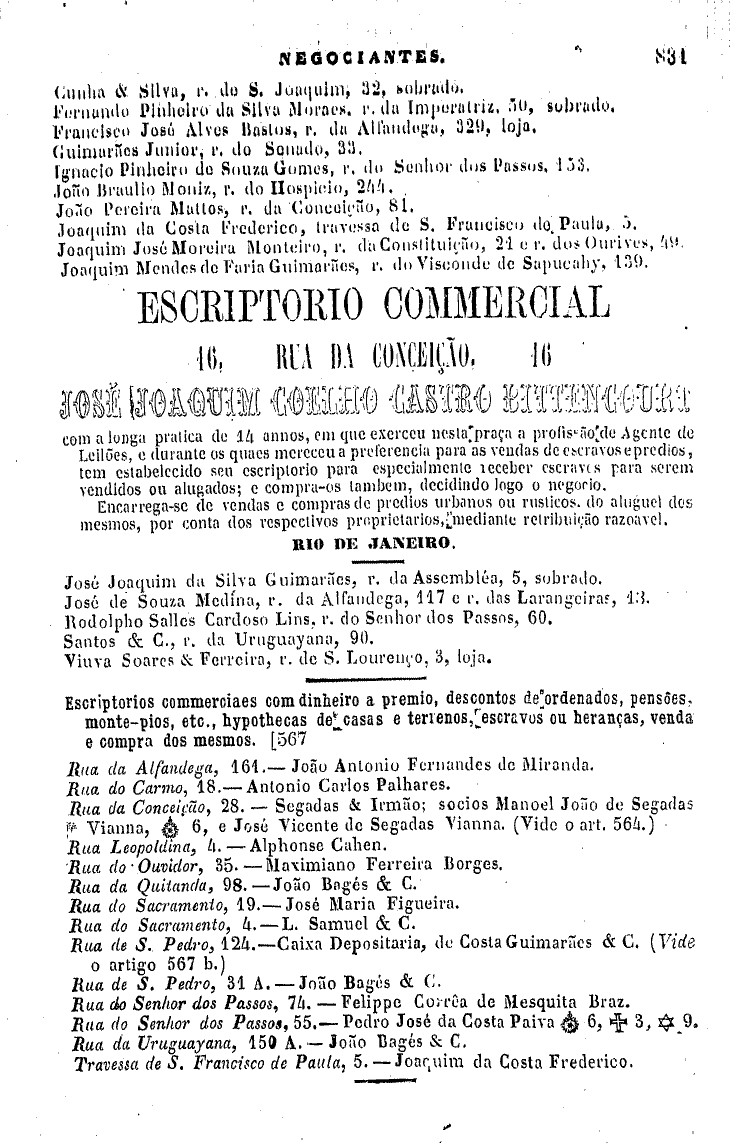 NEGOCIANTES. 831
Cunha & Silva, r. de S. Joaquim, 32, sobrado.
Fernando Pinheiro da Silva Moraes, r. da Imperatriz, 50, sobrado.
Francisco José Alves Bastos, r. da Alfandega, 329, loja.
Guimarães Junior, r. do Senado, 33.
Ignacio Pinheiro de Souza Gomes, r. do Senhor dos Passos, 153.
João Braulio Moniz, r. do Hospicio, 244.
João Pereira Mattos, r. da Conceição, 81.
Joaquim da Costa Frederico, travessa de S. Francisco de Paula, 5.
Joaquim José Moreira Monteiro, r. da Constituição, 21 e r. dos Ourives, 49.
Joaquim Mendes de Faria Guimarães, r. do Visconde de Sapucahy, 139.
ESCRIPTORIO COMMERCIAL
16, RUA DA CONCEIÇÃO, 16
JOSÉ JOAQUIM COELHO CASTRO BITTENCOURT
com a longa pratica de 14 annos, em que exerceu nesta praça a profissão de Agente de
Leilões, e durante os quaes mereceu a preferencia para as vendas de escravos e predios,
tem estabelecido seu escriptorio para especialmente receber escravos para serem
vendidos ou alugados; e compra-os tambem, decidindo logo o negocio.
Encarrega-se de vendas e compras de predios urbanos ou rusticos, do aluguel dos
mesmos, por conta dos respectivos proprietarios, mediante retribuição razoavel.
RIO DE JANEIRO.
José Joaquim da Silva Guimarães, r. da Assembléa, 5, sobrado.
José de Souza Medína, r. da Alfandega, 117 e r. das Larangeiras, 13.
Rodolpho Salles Cardoso Lins, r. do Senhor dos Passos, 60.
Santos & C., r. da Uruguayana, 90.
Viuva Soares & Ferreira, r. de S. Lourenço, 3, loja.
Escriptorios commerciaes com dinheiro a premio, descontos de ordenados, pensões,
monte-pios, etc., hypothecas de casas e terrenos, escravos ou heranças, venda
e compra dos mesmos. [567
Rua da Alfandega, 161.— João Antonio Fernandes de Miranda.
Rua do Carmo, 18.— Antonio Carlos Palhares.
Rua da Conceição, 28. — Segadas & Irmão; socios Manoel João de Segadas
Vianna, 6, e José Vicente de Segadas Vianna. (Vide o art. 564.)
Rua Leopoldina, 4. — Alphonse Cahen.
Rua do Ouvidor, 35. — Maximiano Ferreira Borges.
Rua da Quitanda, 98. — João Bagés & C.
Rua do Sacramento, 19.— José Maria Figueira.
Rua do Sacramento, 4.— L. Samuel & C.
Rua de S. Pedro, 124.—Caixa Depositaria, de Costa Guimarães & C. (Vide
o artigo 567 b.)
Rua de S. Pedro, 31 A. — João Bagés & C.
Rua do Senhor dos Passos, 74. — Felippe Corrêa de Mesquita Braz.
Rua do Senhor dos Passos, 55.— Pedro José da Costa Paiva 6, 3, 9.
Rua da Uruguayana, 150 A. — João Bagés & C.
Travessa de S. Francisco de Paula, 5. — Joaquim da Costa Frederico.